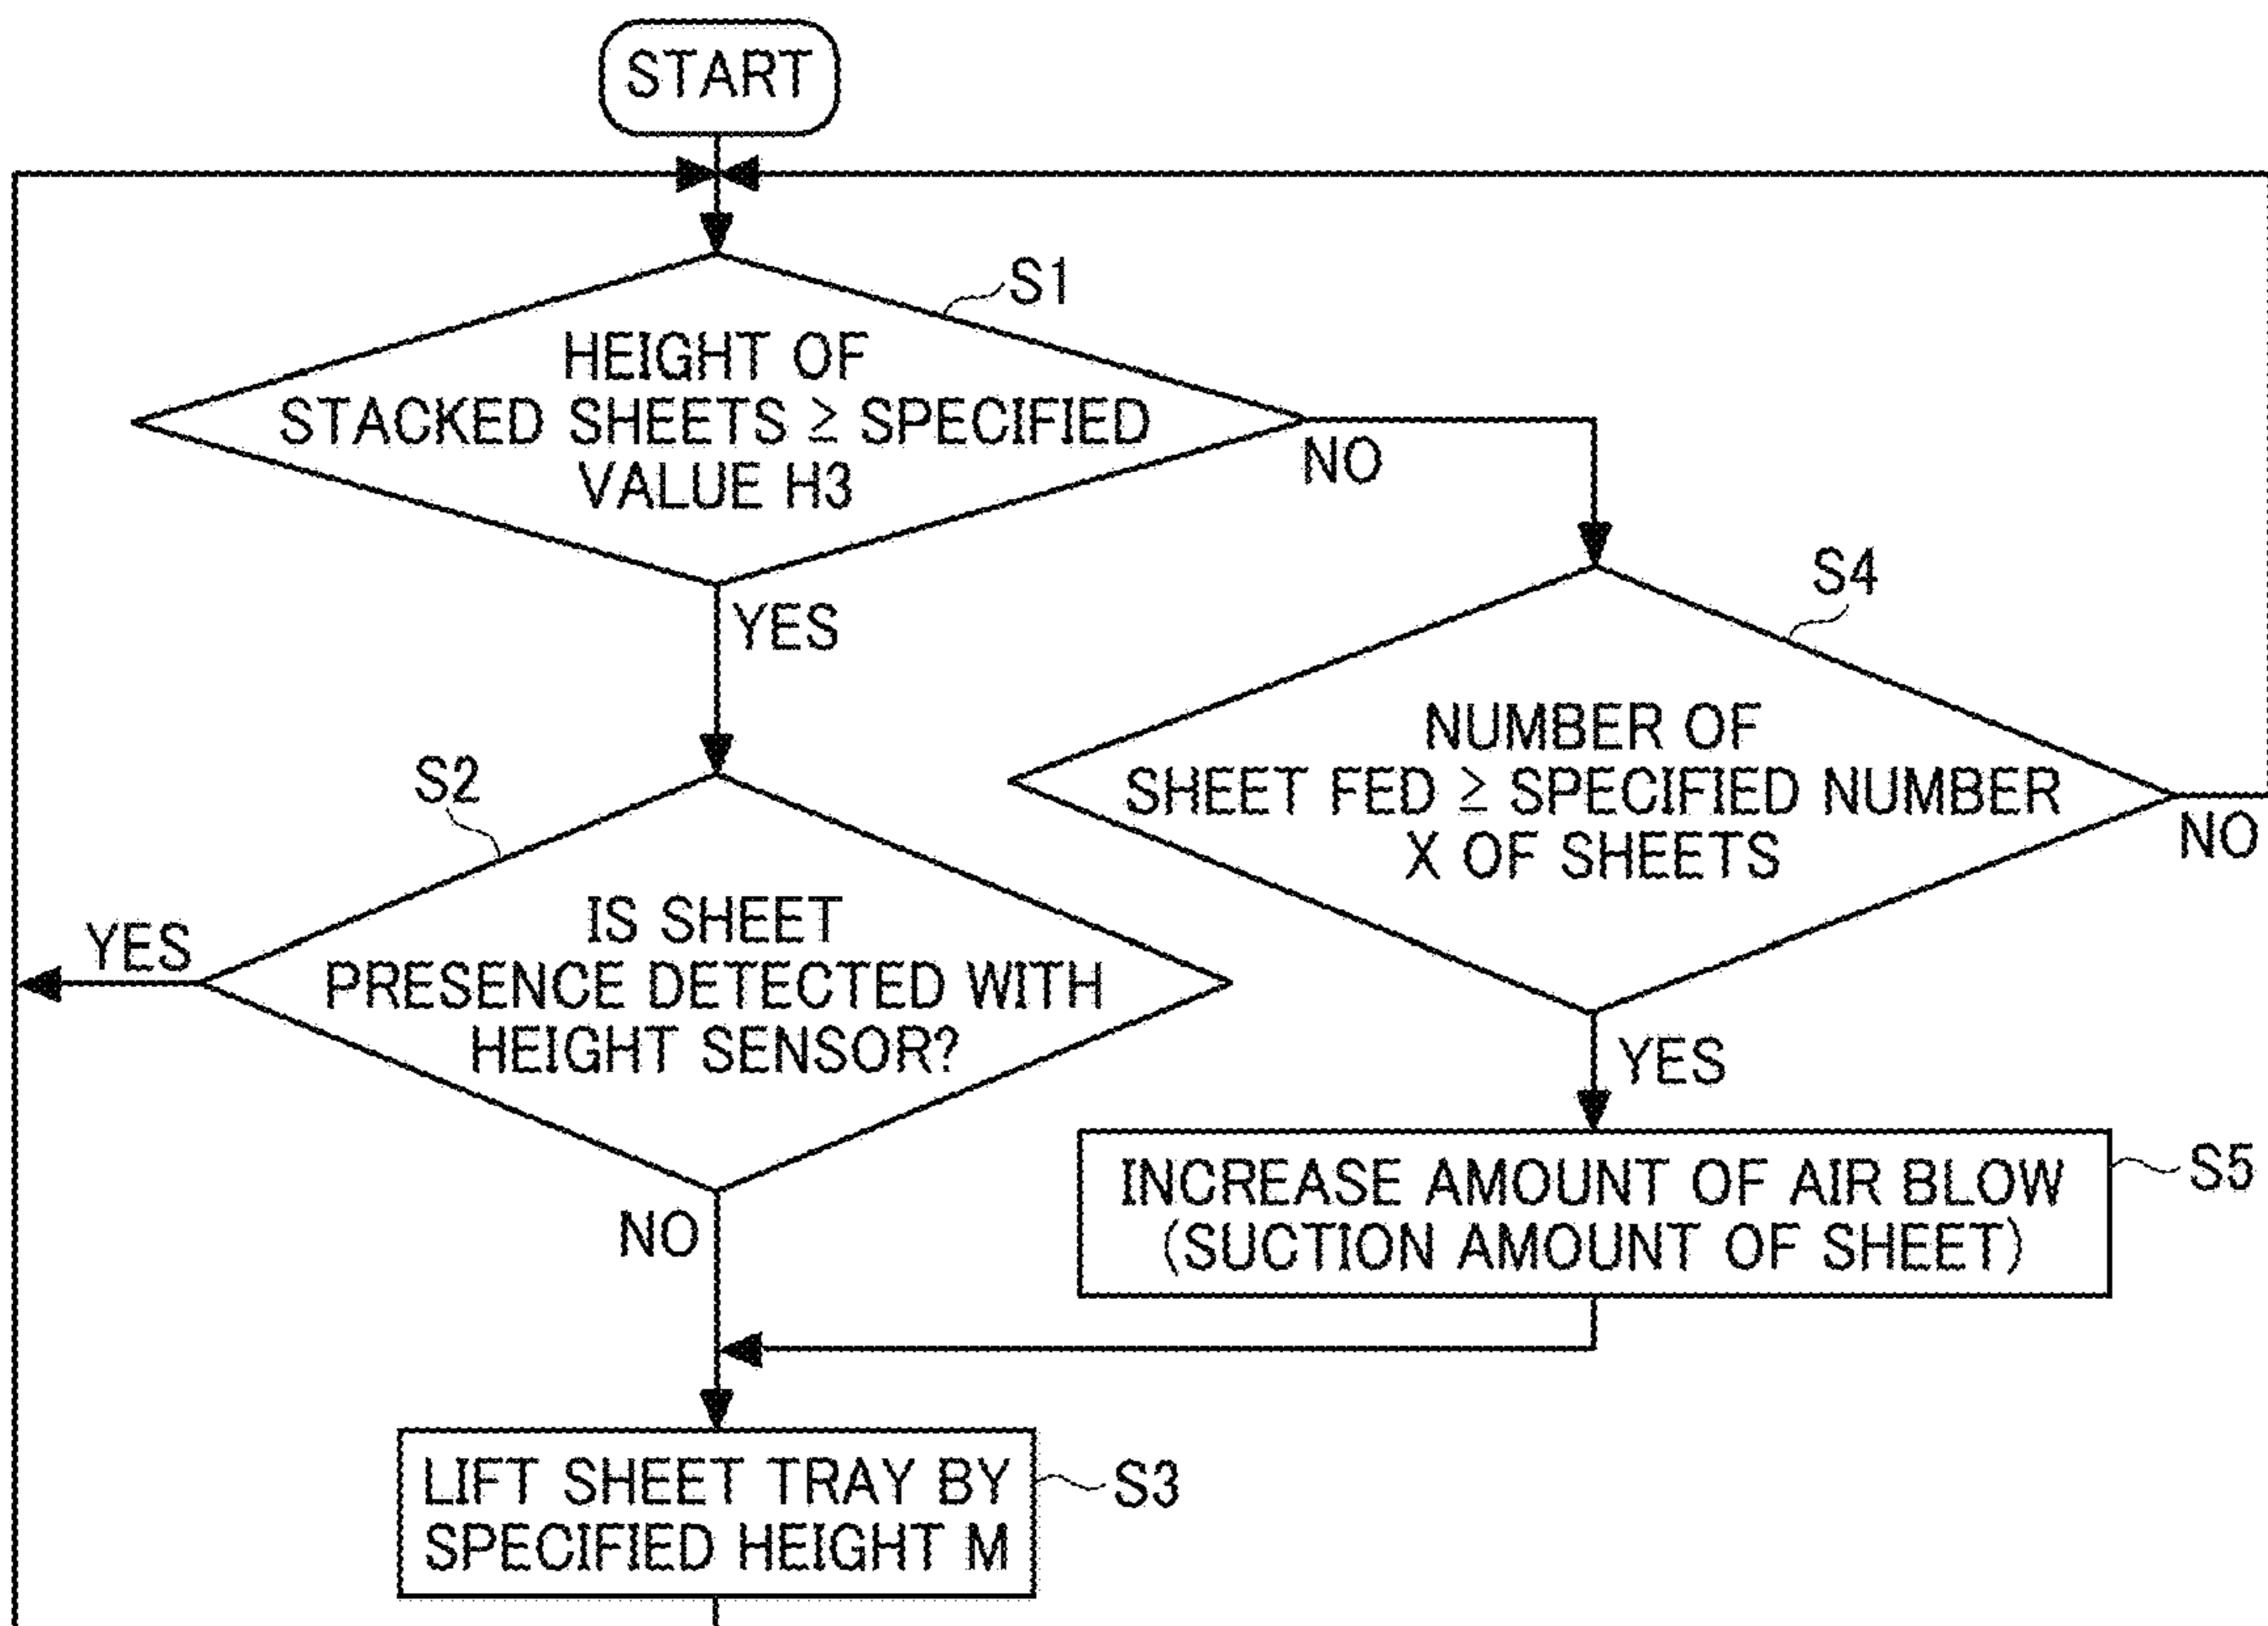 START
S1
HEIGHT OF
STACKED SHEETS ≥ SPECIFIED
VALUE H3
NO
YES
S4
NUMBER OF
SHEET FED ≥ SPECIFIED NUMBER
X OF SHEETS
NO
YES
S2
IS SHEET
PRESENCE DETECTED WITH
HEIGHT SENSOR?
YES
NO
INCREASE AMOUNT OF AIR BLOW
(SUCTION AMOUNT OF SHEET)
S5
LIFT SHEET TRAY BY
SPECIFIED HEIGHT M
S3